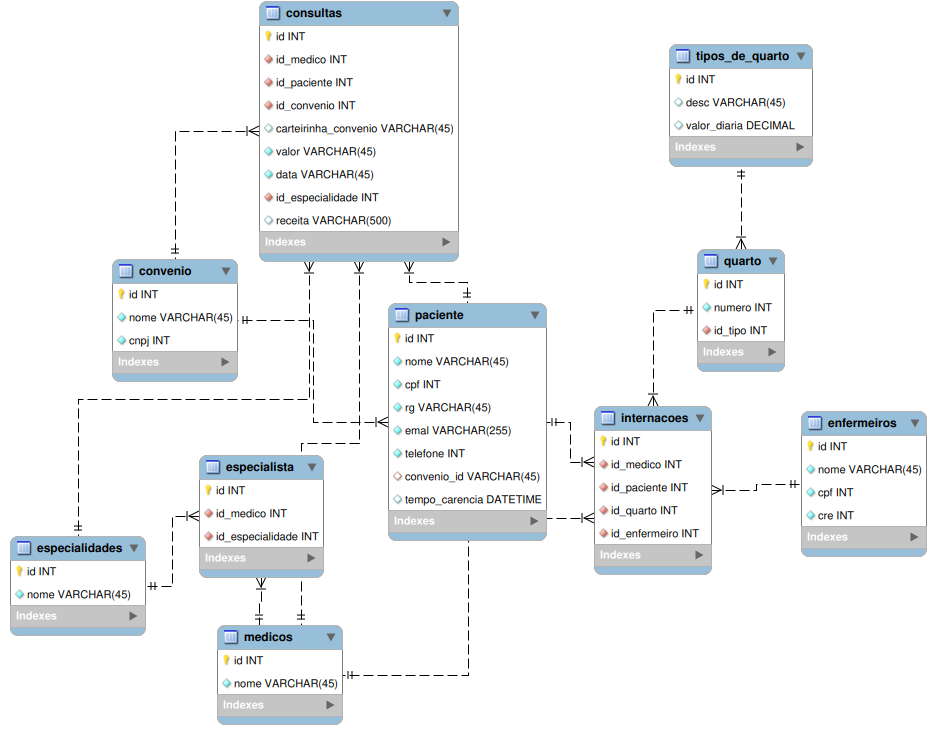 consultas
id INT
id_medico INT
id_paciente INT
id_convenio INT
carteirinha_convenio VARCHAR(45)
valor VARCHAR(45)
data VARCHAR(45)
id_especialidade INT
receita VARCHAR(500)
Indexes
tipos_de_quarto
id INT
desc VARCHAR(45)
valor_diaria DECIMAL
Indexes
convenio
id INT
nome VARCHAR(45)
cnpj INT
Indexes
quarto
id INT
numero INT
id_tipo INT
Indexes
paciente
id INT
nome VARCHAR(45)
cpf INT
rg VARCHAR(45)
emal VARCHAR(255)
telefone INT
convenio_id VARCHAR(45)
tempo_carencia DATETIME
Indexes
internacoes
id INT
id_medico INT
id_paciente INT
id_quarto INT
id_enfermeiro INT
Indexes
enfermeiros
id INT
nome VARCHAR(45)
cpf INT
cre INT
Indexes
especialista
id INT
id_medico INT
id_especialidade INT
Indexes
especialidades
id INT
nome VARCHAR(45)
Indexes
medicos
id INT
nome VARCHAR(45)
Indexes